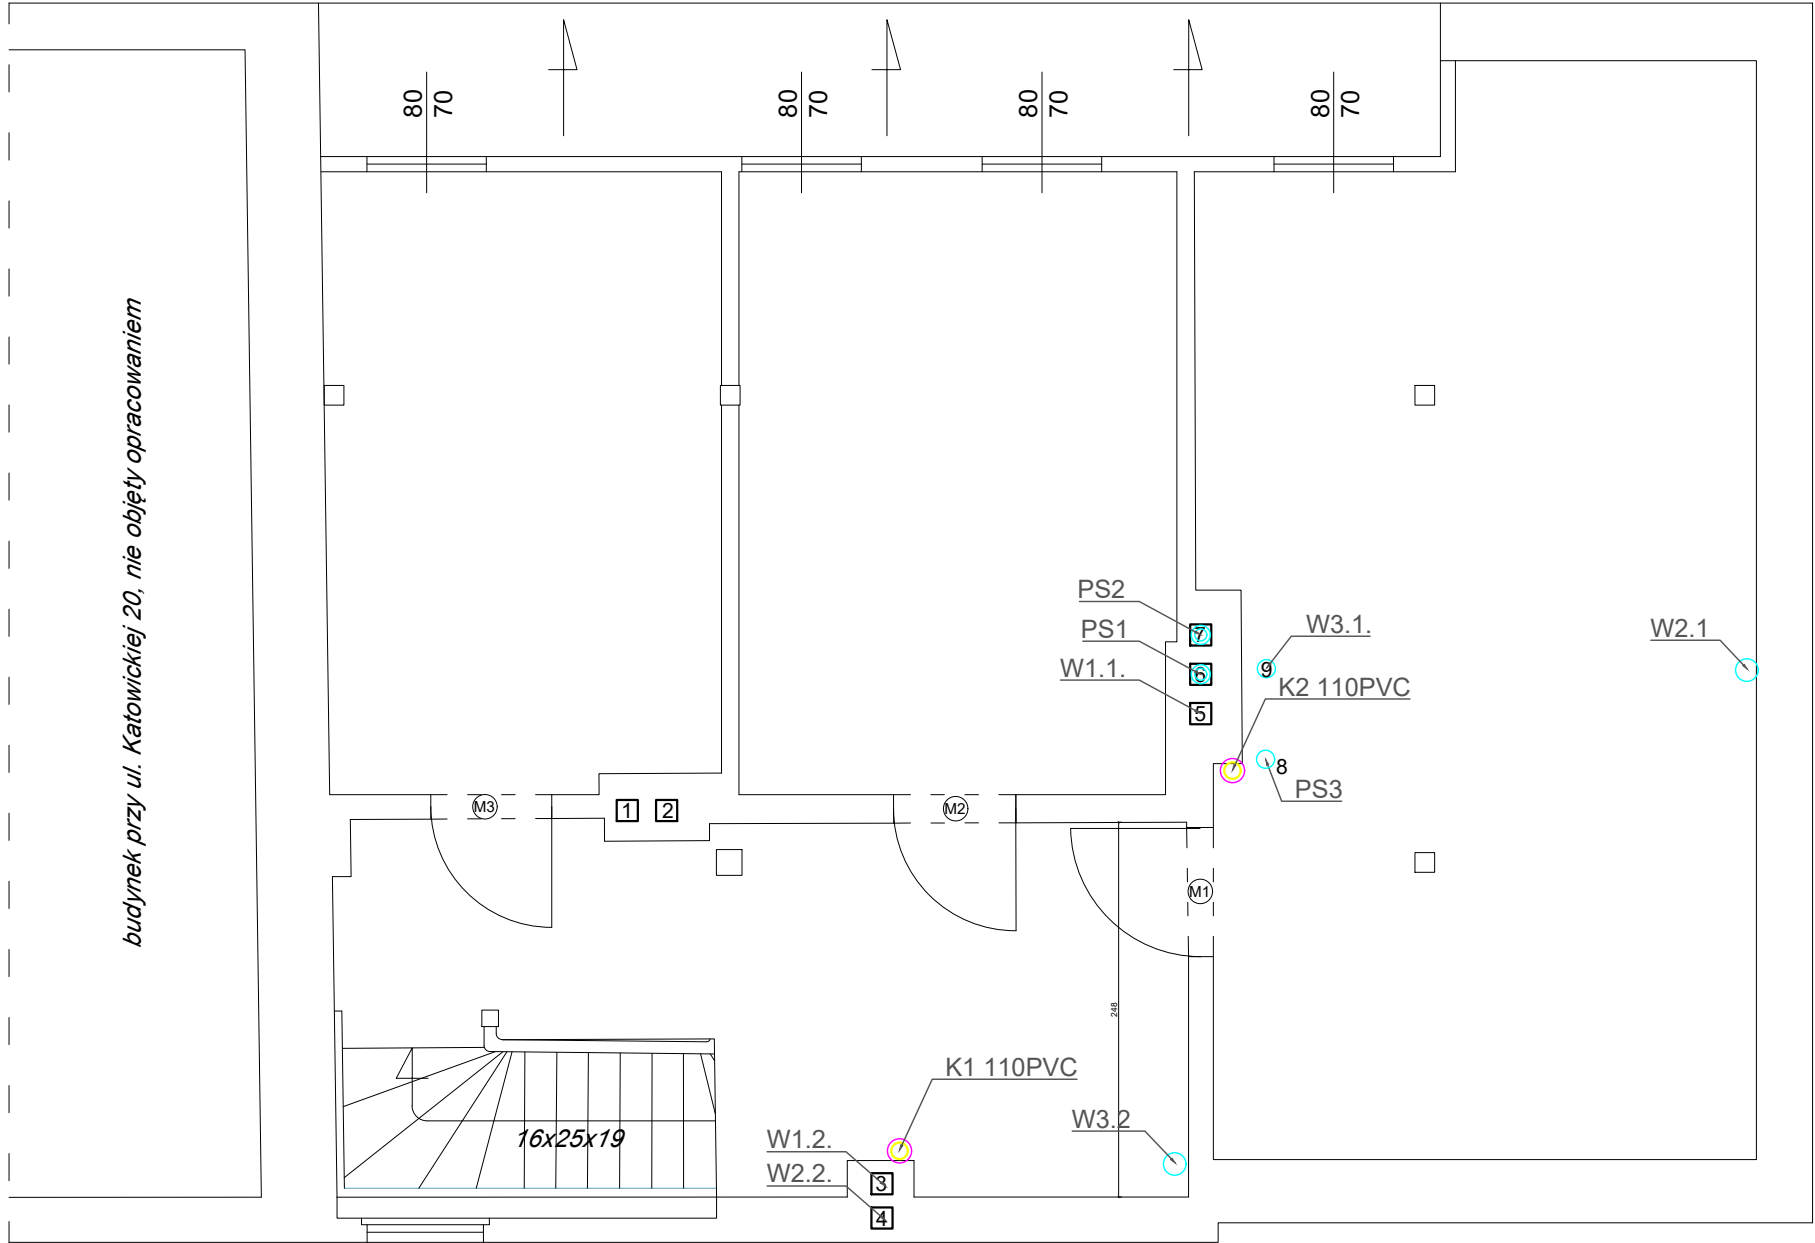 80
70
80
70
80
70
80
70
budynek przy ul. Katowickiej 20, nie objęty opracowaniem
PS2
7
PS1
6
W1.1.
5
W3.1.
9
W2.1
K2 110PVC
8
PS3
M3
1
2
M2
M1
248
K1 110PVC
W3.2
16x25x19
W1.2.
3
W2.2.
4